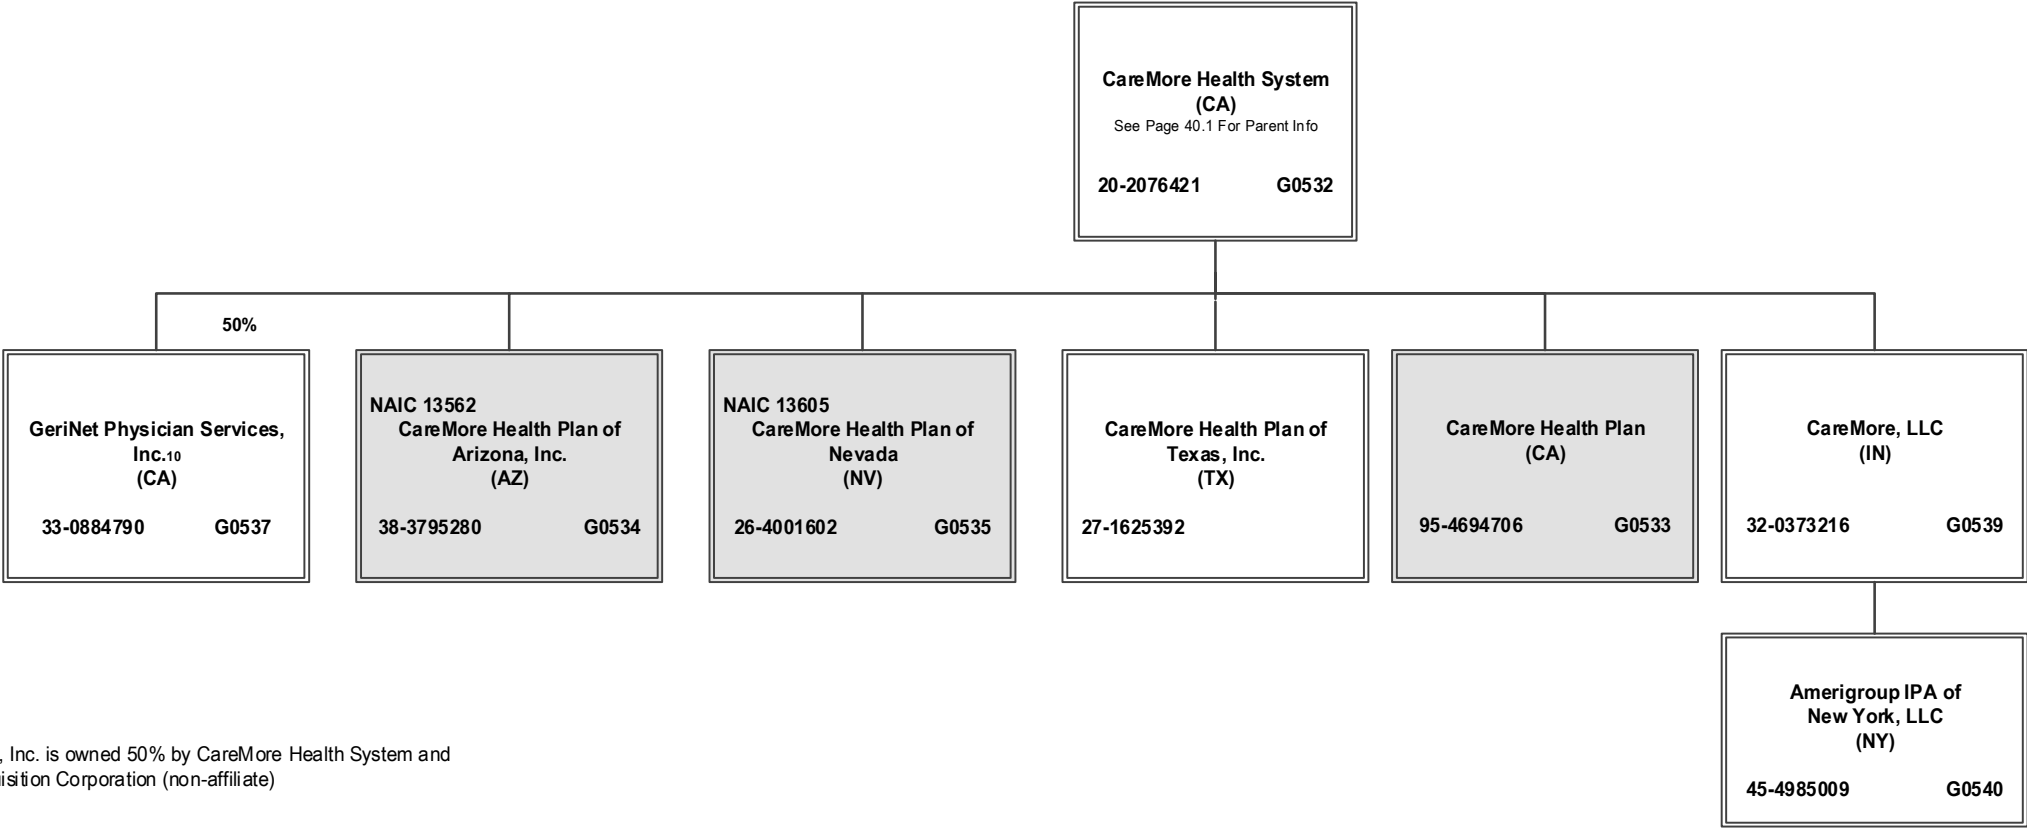 CareMore Health System
(CA)
See Page 40.1 For Parent Info
20-2076421 G0532
50%
GeriNet Physician Services,
Inc.10
(CA)
33-0884790 G0537
NAIC 13562
CareMore Health Plan of
Arizona, Inc.
(AZ)
38-3795280 G0534
NAIC 13605
CareMore Health Plan of
Nevada
(NV)
26-4001602 G0535
CareMore Health Plan of
Texas, Inc.
(TX)
27-1625392
CareMore Health Plan
(CA)
95-4694706 G0533
CareMore, LLC
(IN)
32-0373216 G0539
Amerigroup IPA of
New York, LLC
(NY)
45-4985009 G0540
, Inc. is owned 50% by CareMore Health System and
isition Corporation (non-affiliate)